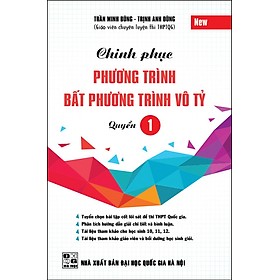 TRẦN MINH DŨNG - TRỊNH ANH DŨNG
(Giáo viên chuyên luyện thi THPTQG)
New
Chinh phục
PHƯƠNG TRÌNH
BẤT PHƯƠNG TRÌNH VÔ TỶ
Quyển 1
Tuyển chọn bài tập cốt lõi sát đề thi THPT Quốc gia.
Phân tích hướng dẫn giải chi tiết và bình luận.
Tài liệu tham khảo cho học sinh 10, 11, 12.
Tài liệu tham khảo giáo viên và bồi dưỡng học sinh giỏi.
NHÀ XUẤT BẢN ĐẠI HỌC QUỐC GIA HÀ NỘI